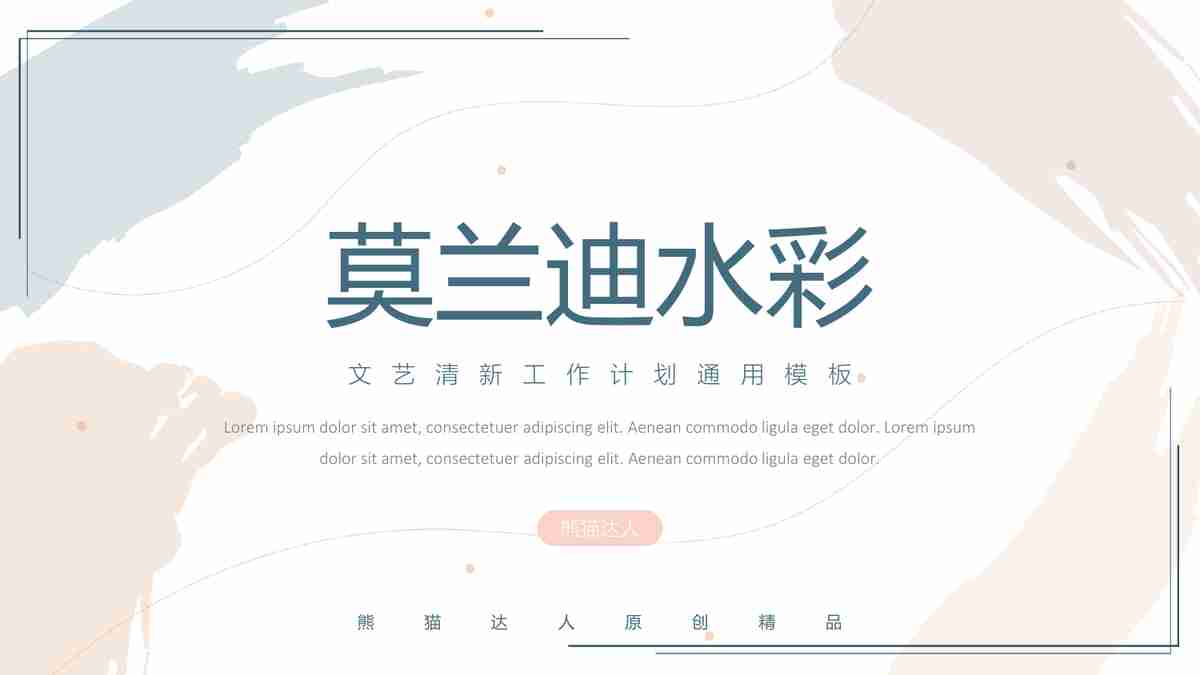 莫兰迪水彩
文艺清新工作计划通用模板
Lorem ipsum dolor sit amet, consectetuer adipiscing elit. Aenean commodo ligula eget dolor. Lorem ipsum
dolor sit amet, consectetuer adipiscing elit. Aenean commodo ligula eget dolor.
熊猫达人
熊猫达人原创精品